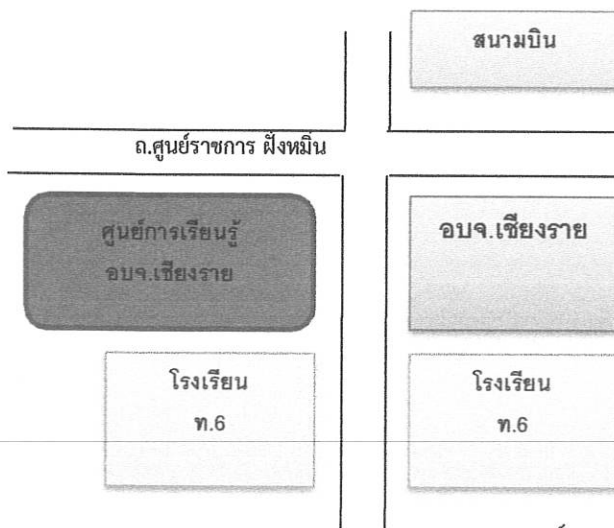 สนามบิน
ถ.ศูนย์ราชการ ฝั่งหมิ่น
ศูนย์การเรียนรู้
อบจ.เชียงราย
อบจ.เชียงราย
โรงเรียน
ท.6
โรงเรียน
ท.6